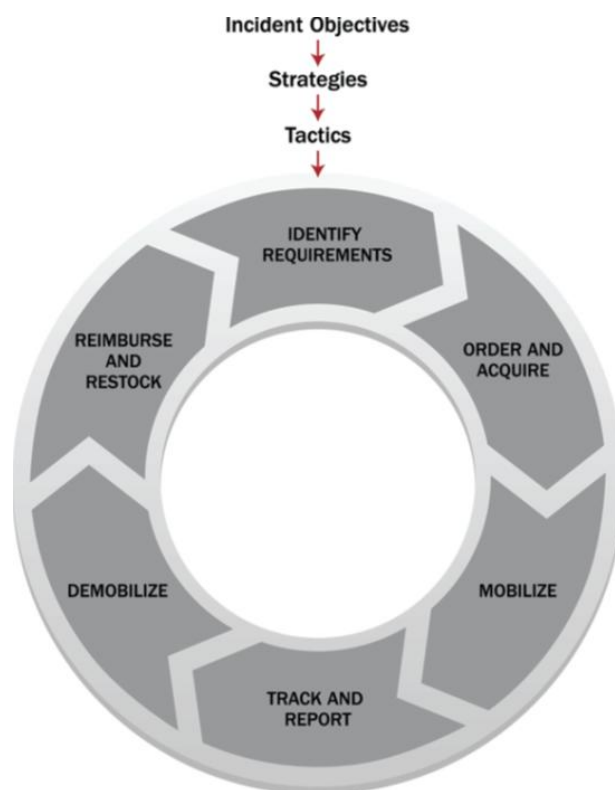 Incident Objectives
Strategies
Tactics
IDENTIFY
REQUIREMENTS
ORDER AND
ACQUIRE
MOBILIZE
TRACK AND
REPORT
DEMOBILIZE
REIMBURSE
AND
RESTOCK